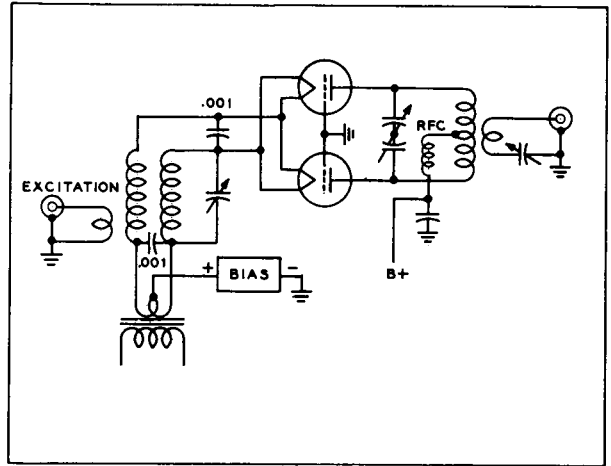 .001
RFC
EXCITATION
.001
+ BIAS -
B+